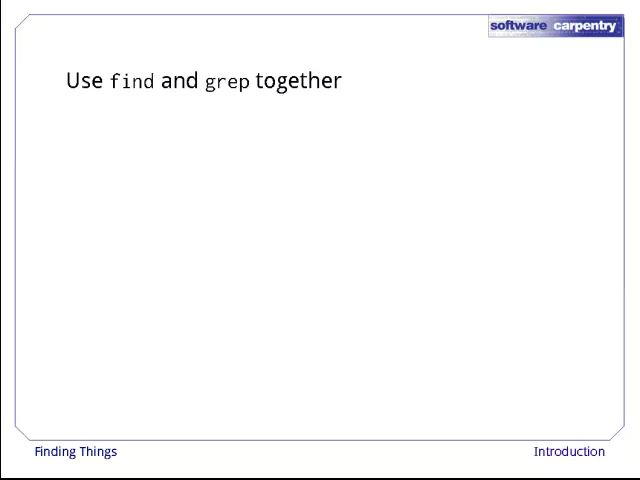 software carpentry
Use find and grep together
Finding Things
Introduction